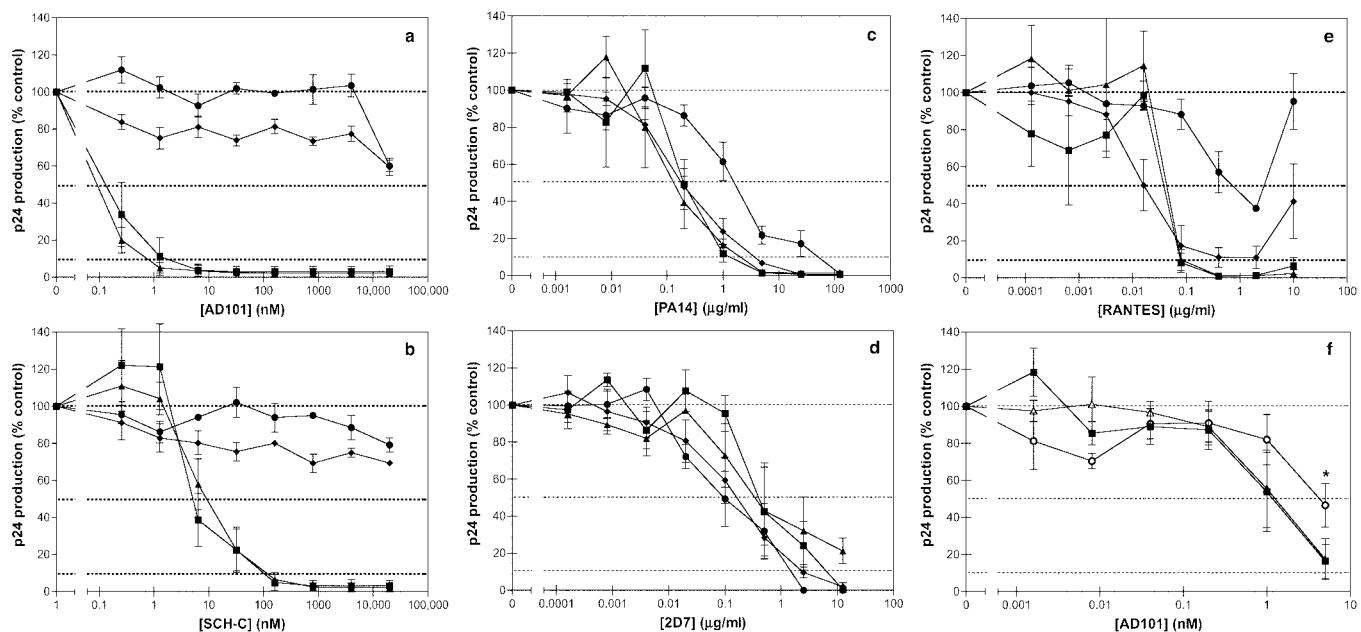 a
140
120
100
80
60
40
20
0
p24 production (% control)
0 0.1 1 10 100 1000 10,000 100,000
[AD101] (nM)
c
140
120
100
80
60
40
20
0
p24 production (% control)
0 0.001 0.01 0.1 1 10 100 1000
[PA14] (µg/ml)
e
140
120
100
80
60
40
20
0
p24 production (% control)
0 0.0001 0.001 0.01 0.1 1 10 100
[RANTES] (µg/ml)
b
140
120
100
80
60
40
20
0
p24 production (% control)
1 0.1 1 10 100 1000 10,000 100,000
[SCH-C] (nM)
d
140
120
100
80
60
40
20
0
p24 production (% control)
0 0.0001 0.001 0.01 0.1 1 10 100
[2D7] (µg/ml)
f
140
120
100
80
60
40
20
0
p24 production (% control)
*
0 0.001 0.01 0.1 1 10
[AD101] (nM)